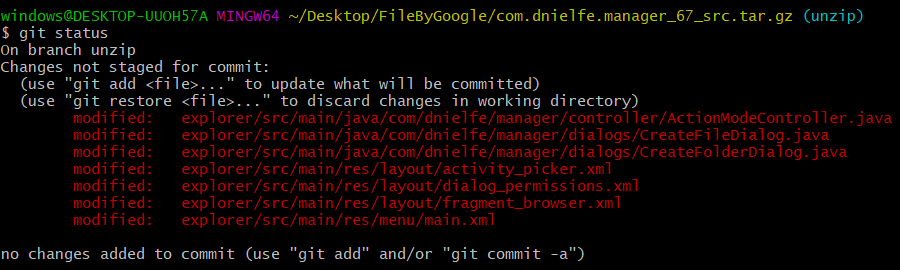 windows@DESKTOP-UUOH57A MINGW64 ~/Desktop/FileByGoogle/com.dnielfe.manager_67_src.tar.gz (unzip)
$ git status
On branch unzip
Changes not staged for commit:
  (use "git add <file>..." to update what will be committed)
  (use "git restore <file>..." to discard changes in working directory)
        modified:   explorer/src/main/java/com/dnielfe/manager/controller/ActionModeController.java
        modified:   explorer/src/main/java/com/dnielfe/manager/dialogs/CreateFileDialog.java
        modified:   explorer/src/main/java/com/dnielfe/manager/dialogs/CreateFolderDialog.java
        modified:   explorer/src/main/res/layout/activity_picker.xml
        modified:   explorer/src/main/res/layout/dialog_permissions.xml
        modified:   explorer/src/main/res/layout/fragment_browser.xml
        modified:   explorer/src/main/res/menu/main.xml
no changes added to commit (use "git add" and/or "git commit -a")